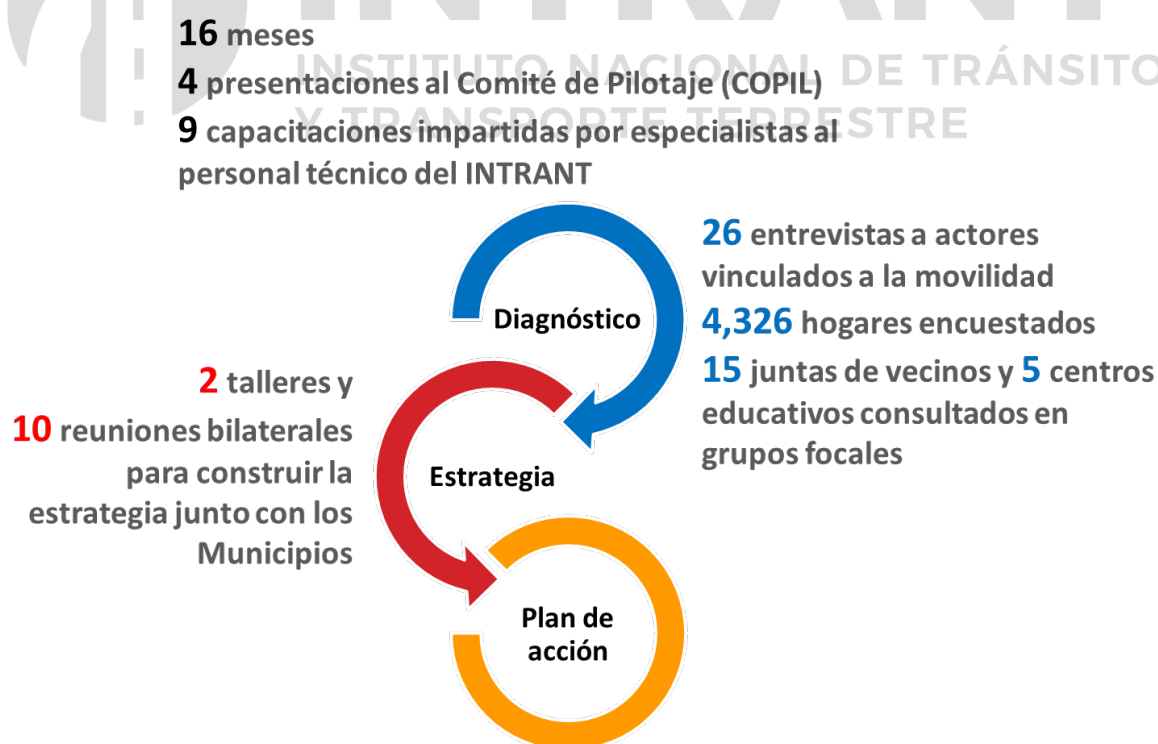 INTRANT
INSTITUTO NACIONAL DE TRÁNSITO
Y TRANSPORTE TERRESTRE
16 meses
4 presentaciones al Comité de Pilotaje (COPIL)
9 capacitaciones impartidas por especialistas al
personal técnico del INTRANT
26 entrevistas a actores
vinculados a la movilidad
4,326 hogares encuestados
15 juntas de vecinos y 5 centros
educativos consultados en
grupos focales
Diagnóstico
2 talleres y
10 reuniones bilaterales
para construir la
estrategia junto con los
Municipios
Estrategia
Plan de
acción